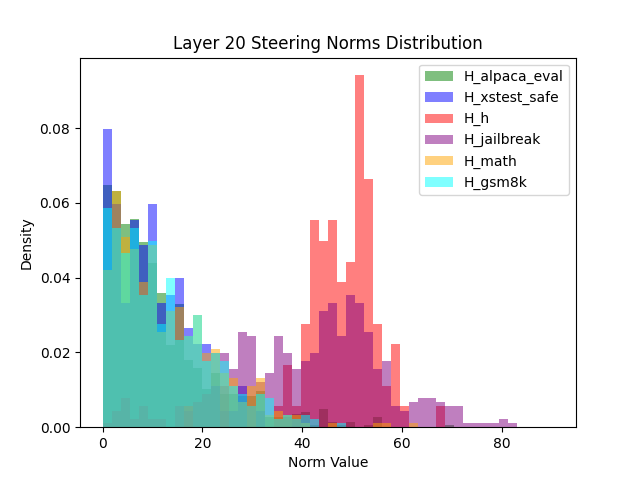 Layer 20 Steering Norms Distribution
H_alpaca_eval
H_xstest_safe
H_h
H_jailbreak
H_math
H_gsm8k
Density
0.08
0.06
0.04
0.02
0.00
0
20
40
60
80
Norm Value